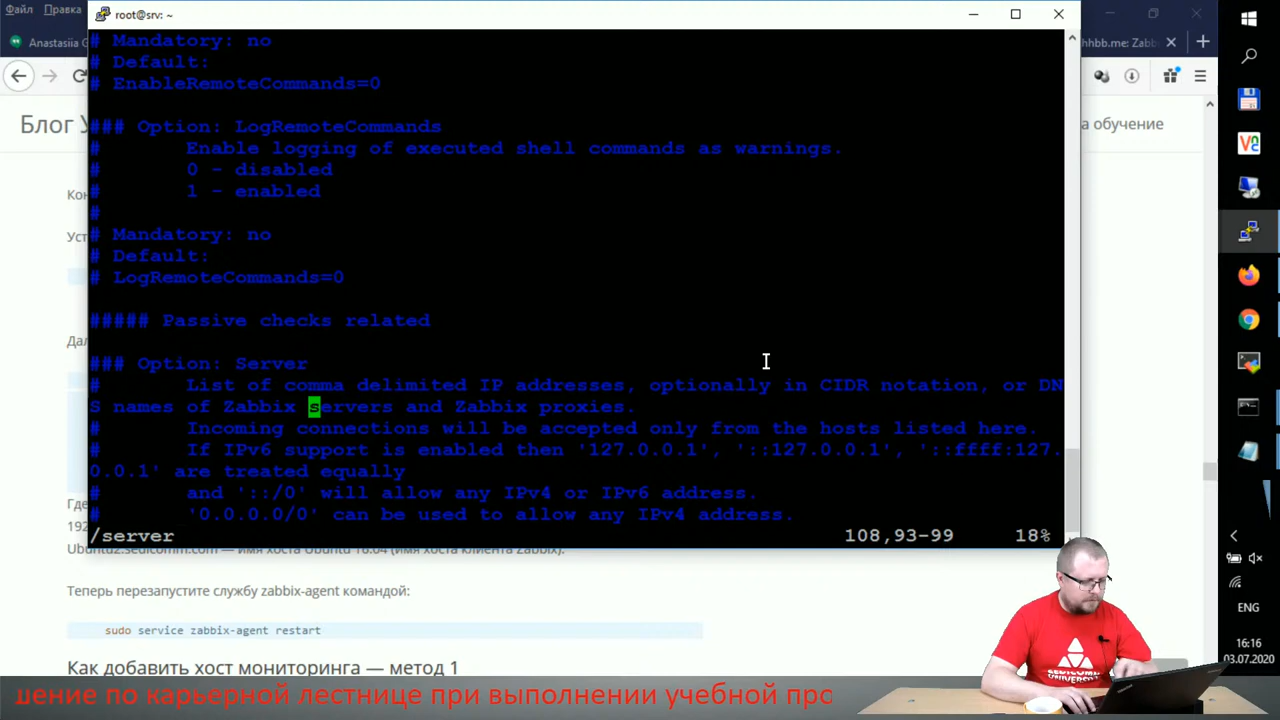 Файл Правка
root@srv: ~
Anastasiia G
hhbb.me: Zabb
# Mandatory: no
# Default:
# EnableRemoteCommands=0
### Option: LogRemoteCommands
# Enable logging of executed shell commands as warnings.
# 0 - disabled
# 1 - enabled
#
# Mandatory: no
# Default:
# LogRemoteCommands=0
##### Passive checks related
### Option: Server
# List of comma delimited IP addresses, optionally in CIDR notation, or DN
S names of Zabbix servers and Zabbix proxies.
# Incoming connections will be accepted only from the hosts listed here.
# If IPv6 support is enabled then '127.0.0.1', '::127.0.0.1', '::ffff:127.
0.0.1' are treated equally
# and '::/0' will allow any IPv4 or IPv6 address.
# '0.0.0.0/0' can be used to allow any IPv4 address.
/server 108,93-99 18%
Блог У
а обучение
Кон
Уст
Дал
Где
192
Ubuntu2.sedicomm.com — имя хоста Ubuntu 16.04 (имя хоста клиента Zabbix).
Теперь перезапустите службу zabbix-agent командой:
sudo service zabbix-agent restart
Как добавить хост мониторинга — метод 1
ENG
16:16
03.07.2020
SEDICOMM
UNIVERSITY
шение по карьерной лестнице при выполнении учебной про